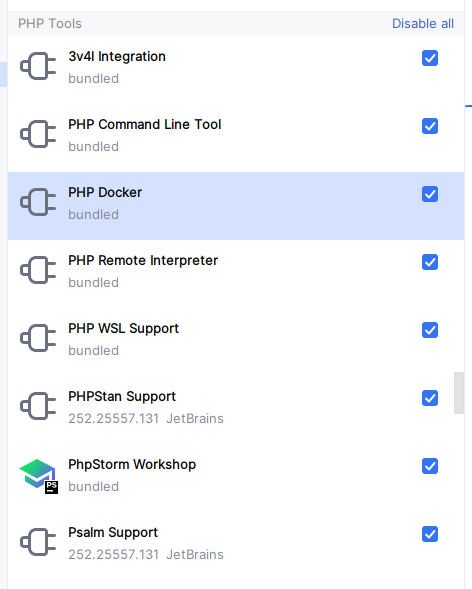 PHP Tools Disable all
3v4l Integration
bundled
PHP Command Line Tool
bundled
PHP Docker
bundled
PHP Remote Interpreter
bundled
PHP WSL Support
bundled
PHPStan Support
252.25557.131 JetBrains
PhpStorm Workshop
bundled
PS
Psalm Support
252.25557.131 JetBrains